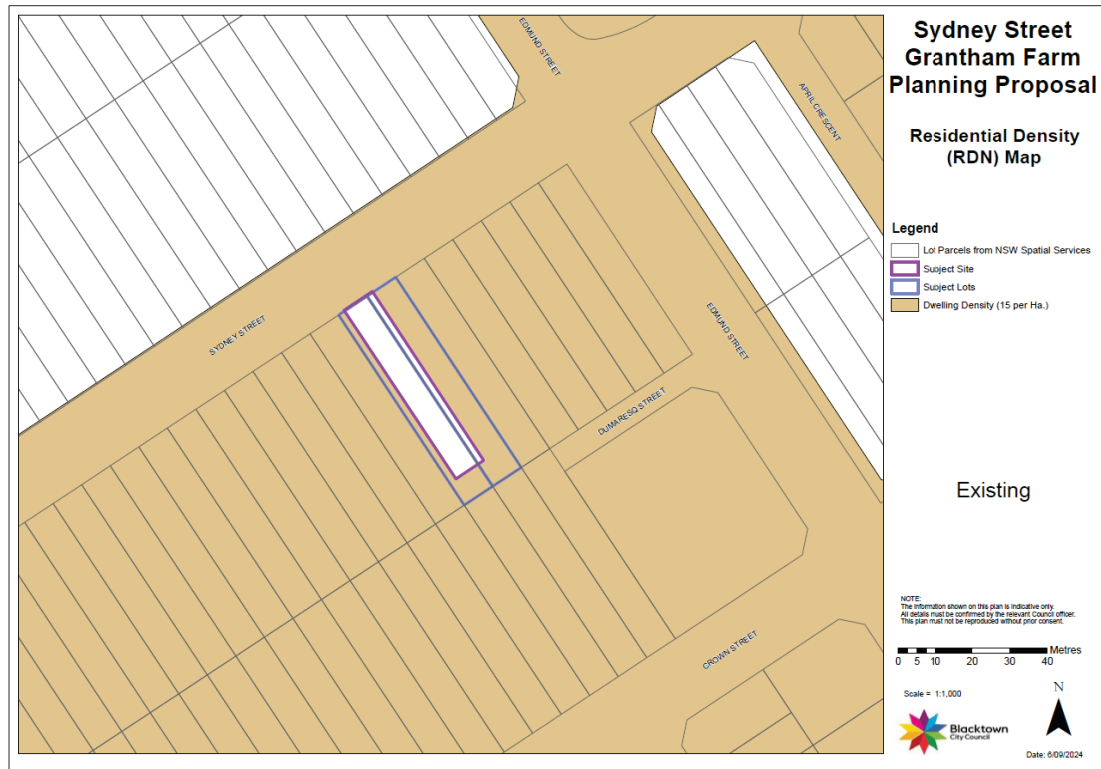 Sydney Street
Grantham Farm
Planning Proposal
Residential Density
(RDN) Map
Legend
Lot Parcels from NSW Spatial Services
Subject Site
Subject Lots
Dwelling Density (15 per Ha.)
EDMUND STREET
APRIL CRESCENT
SYDNEY STREET
EDMUND STREET
DUMARESQ STREET
CROWN STREET
Existing
NOTE:
The information shown on this plan is indicative only.
All details must be confirmed by the relevant Council officer.
This plan must not be reproduced without prior consent.
Metres
0 5 10 20 30 40
Scale = 1:1,000
N
Blacktown
City Council
Date: 6/09/2024